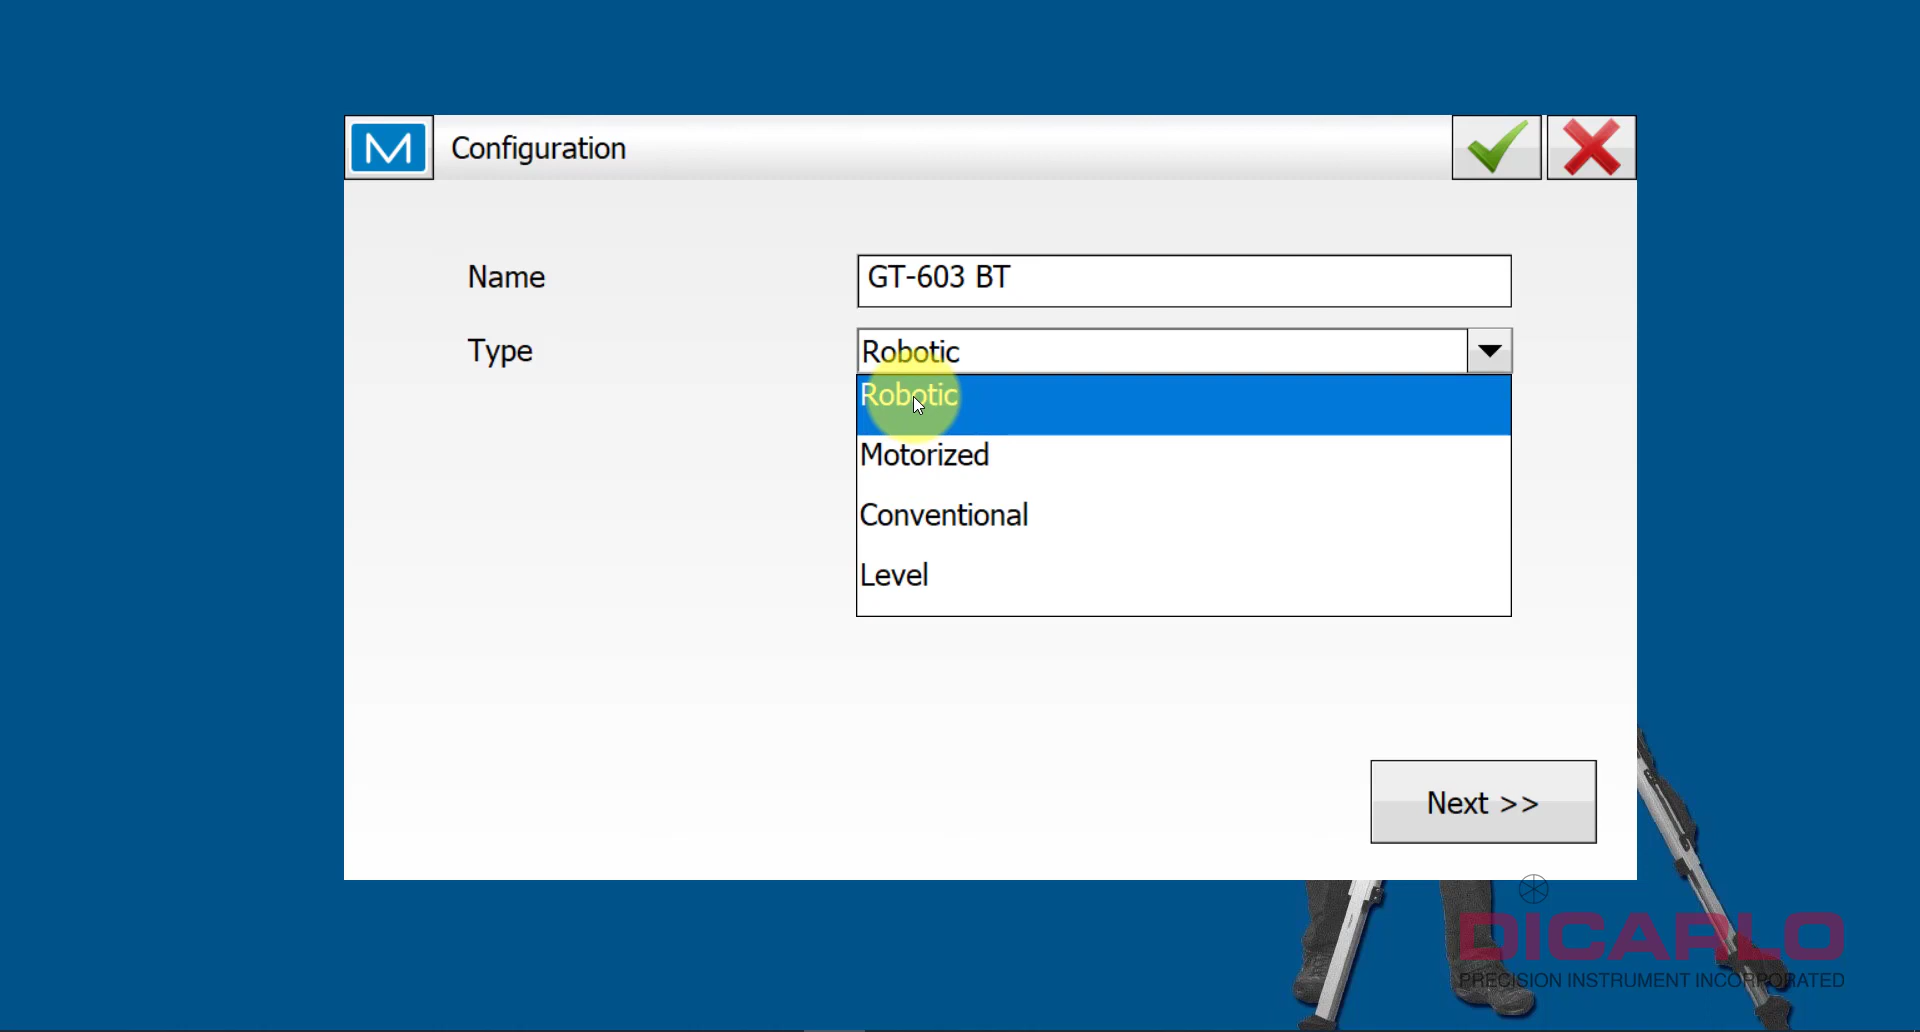 Configuration
Name
GT-603 BT
Type
Robotic
Robotic
Motorized
Conventional
Level
Next >>
DICARLO
PRECISION INSTRUMENT INCORPORATED